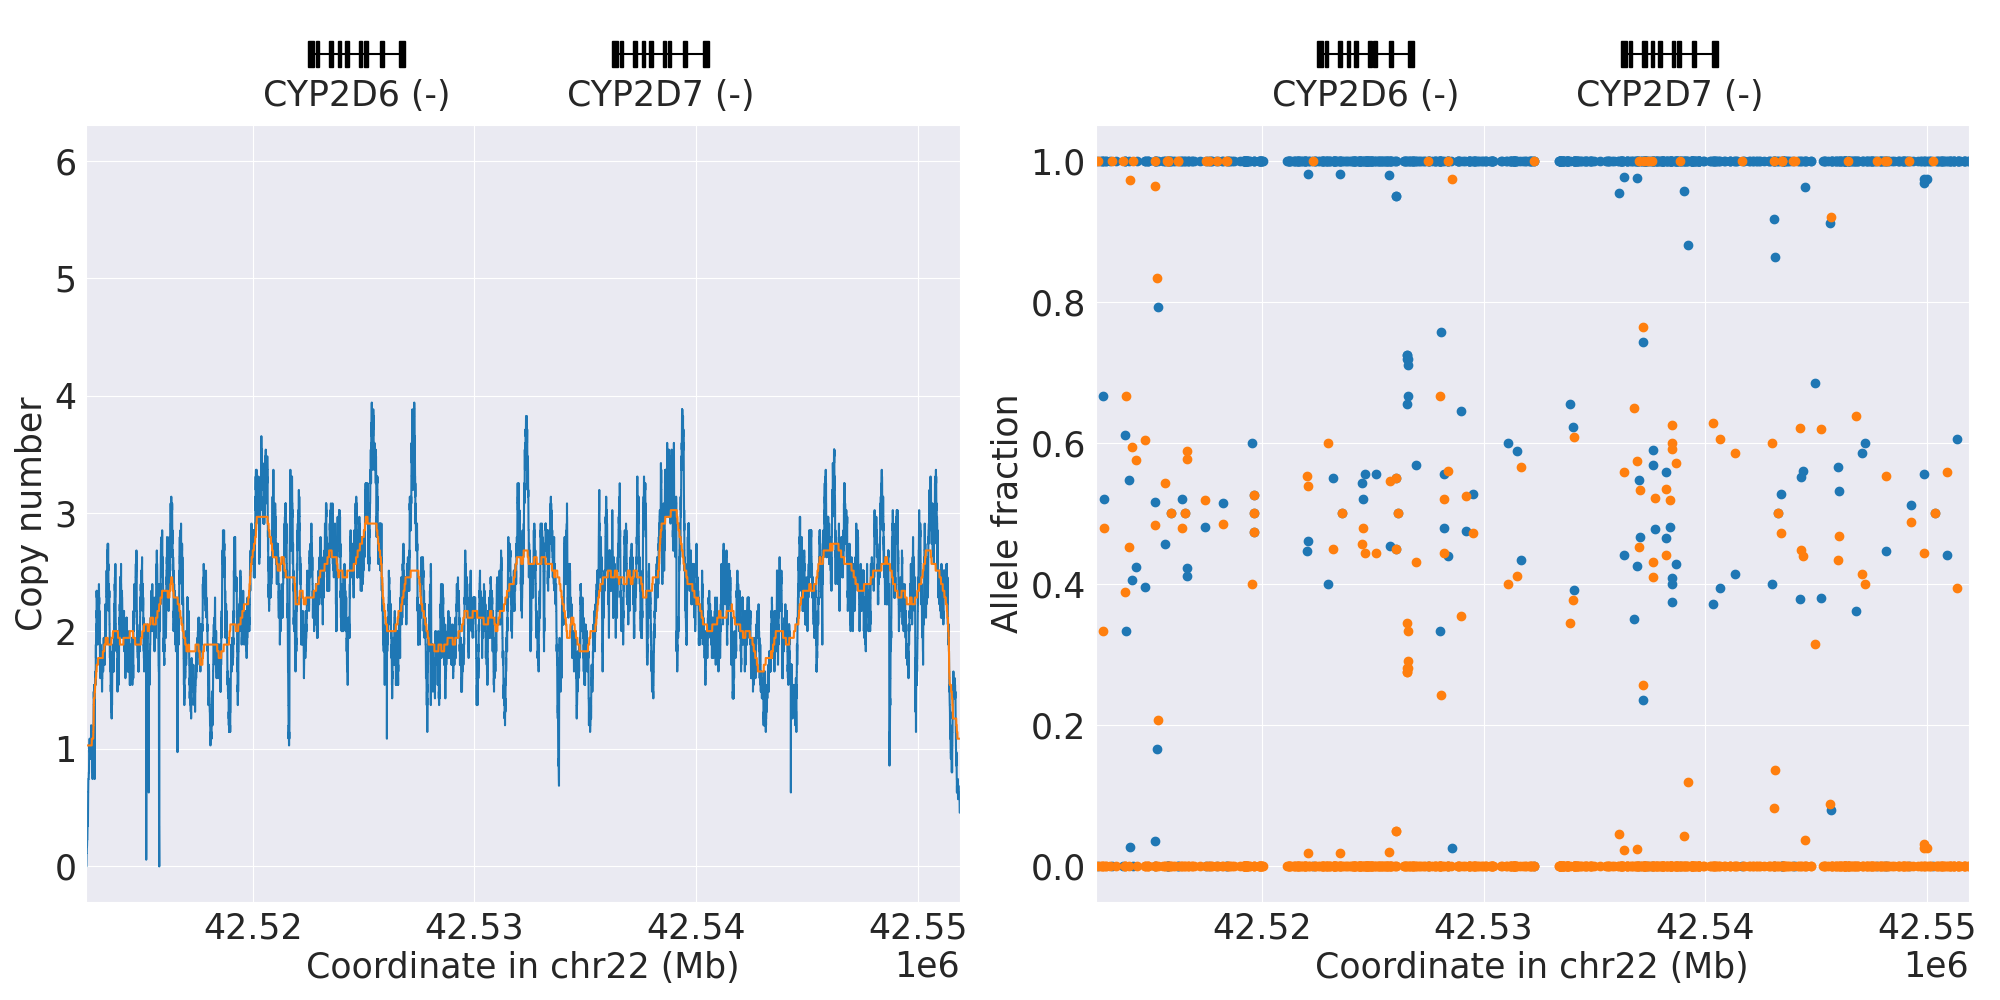 CYP2D6 (-) CYP2D7 (-)
6
5
4
3
2
1
0
Copy number
42.52 42.53 42.54 42.55
Coordinate in chr22 (Mb)
1e6
CYP2D6 (-) CYP2D7 (-)
1.0
0.8
0.6
0.4
0.2
0.0
Allele fraction
42.52 42.53 42.54 42.55
Coordinate in chr22 (Mb)
1e6